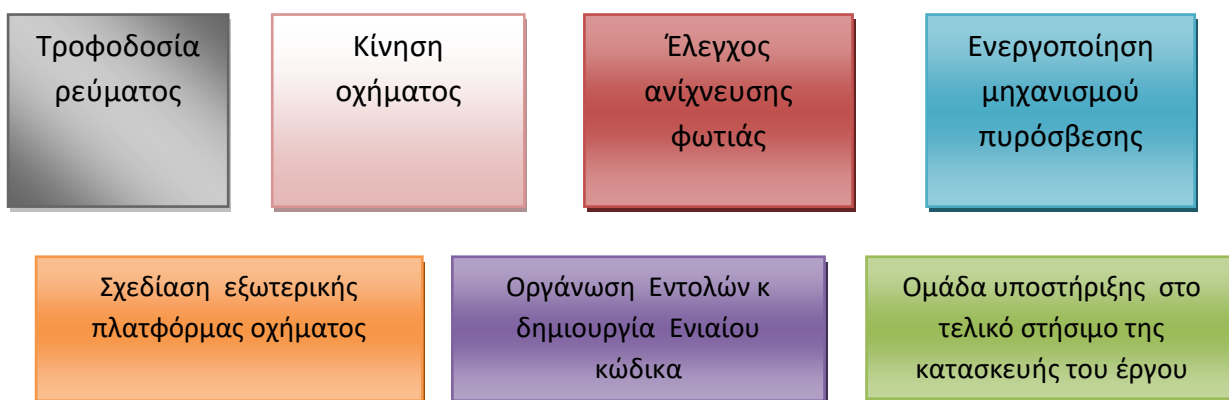 Τροφοδοσία
ρεύματος
Κίνηση
οχήματος
Έλεγχος
ανίχνευσης
φωτιάς
Ενεργοποίηση
μηχανισμού
πυρόσβεσης
Σχεδίαση εξωτερικής
πλατφόρμας οχήματος
Οργάνωση Εντολών κ
δημιουργία Ενιαίου
κώδικα
Ομάδα υποστήριξης στο
τελικό στήσιμο της
κατασκευής του έργου